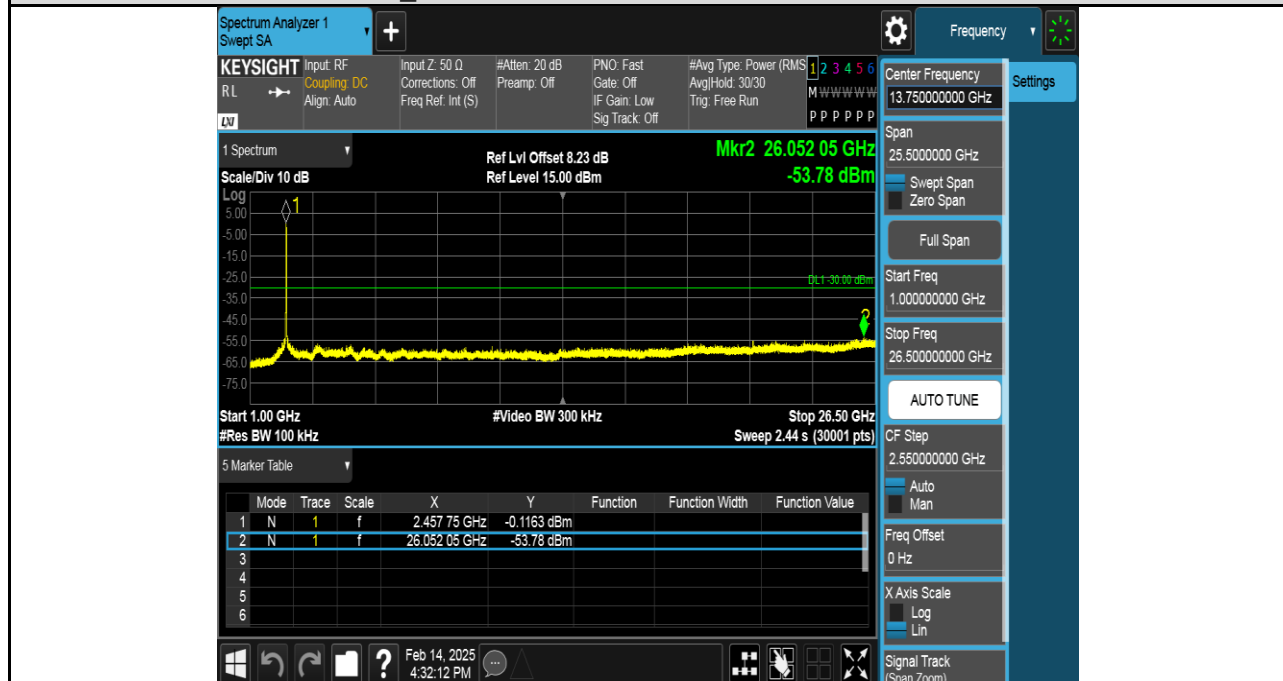 Spectrum Analyzer 1
Swept SA
+
Frequency
KEYSIGHT
RL
LXI
Input: RF
Coupling: DC
Align: Auto
Input Z: 50 Ω
Corrections: Off
Freq Ref: Int (S)
#Atten: 20 dB
Preamp: Off
PNO: Fast
Gate: Off
IF Gain: Low
Sig Track: Off
#Avg Type: Power (RMS
Avg|Hold: 30/30
Trig: Free Run
1 2 3 4 5 6
M W W W W W
P P P P P P
Center Frequency
13.750000000 GHz
Settings
1 Spectrum
Scale/Div 10 dB
Ref Lvl Offset 8.23 dB
Ref Level 15.00 dBm
Mkr2 26.052 05 GHz
-53.78 dBm
Span
25.5000000 GHz
Swept Span
Zero Span
Full Span
Start Freq
1.000000000 GHz
Stop Freq
26.500000000 GHz
AUTO TUNE
CF Step
2.550000000 GHz
Auto
Man
Freq Offset
0 Hz
X Axis Scale
Log
Lin
Signal Track
(Span Zoom)
Log
5.00
-5.00
-15.0
-25.0
-35.0
-45.0
-55.0
-65.0
-75.0
1
DL1 -30.00 dBm
2
Start 1.00 GHz
#Video BW 300 kHz
Stop 26.50 GHz
#Res BW 100 kHz
Sweep 2.44 s (30001 pts)
5 Marker Table
Mode Trace Scale X Y Function Function Width Function Value
1 N 1 f 2.457 75 GHz -0.1163 dBm
2 N 1 f 26.052 05 GHz -53.78 dBm
3
4
5
6
?
Feb 14, 2025
4:32:12 PM